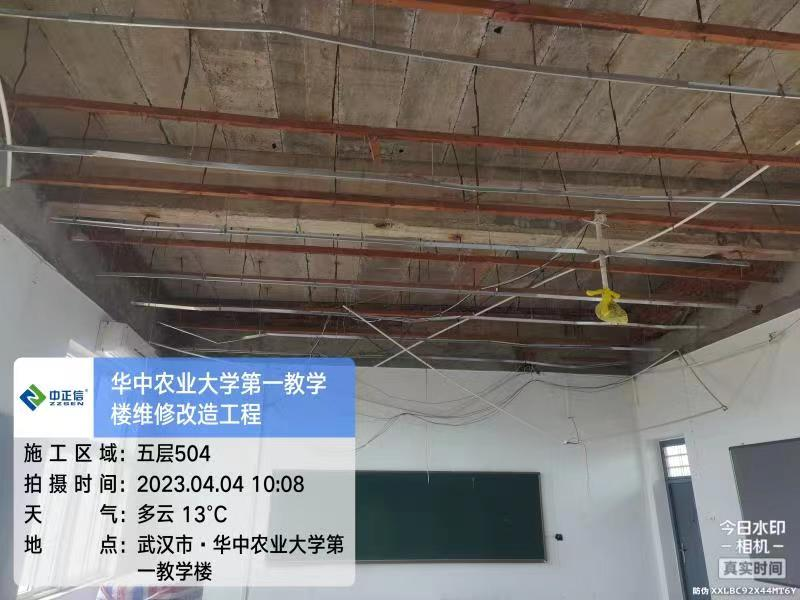 中正信®
ZZSEN
华中农业大学第一教学
楼维修改造工程
施工区域：五层504
拍摄时间：2023.04.04 10:08
天气：多云 13℃
地点：武汉市·华中农业大学第
一教学楼
今日水印
相机
真实时间
防伪 XXLBC92X44MT6Y